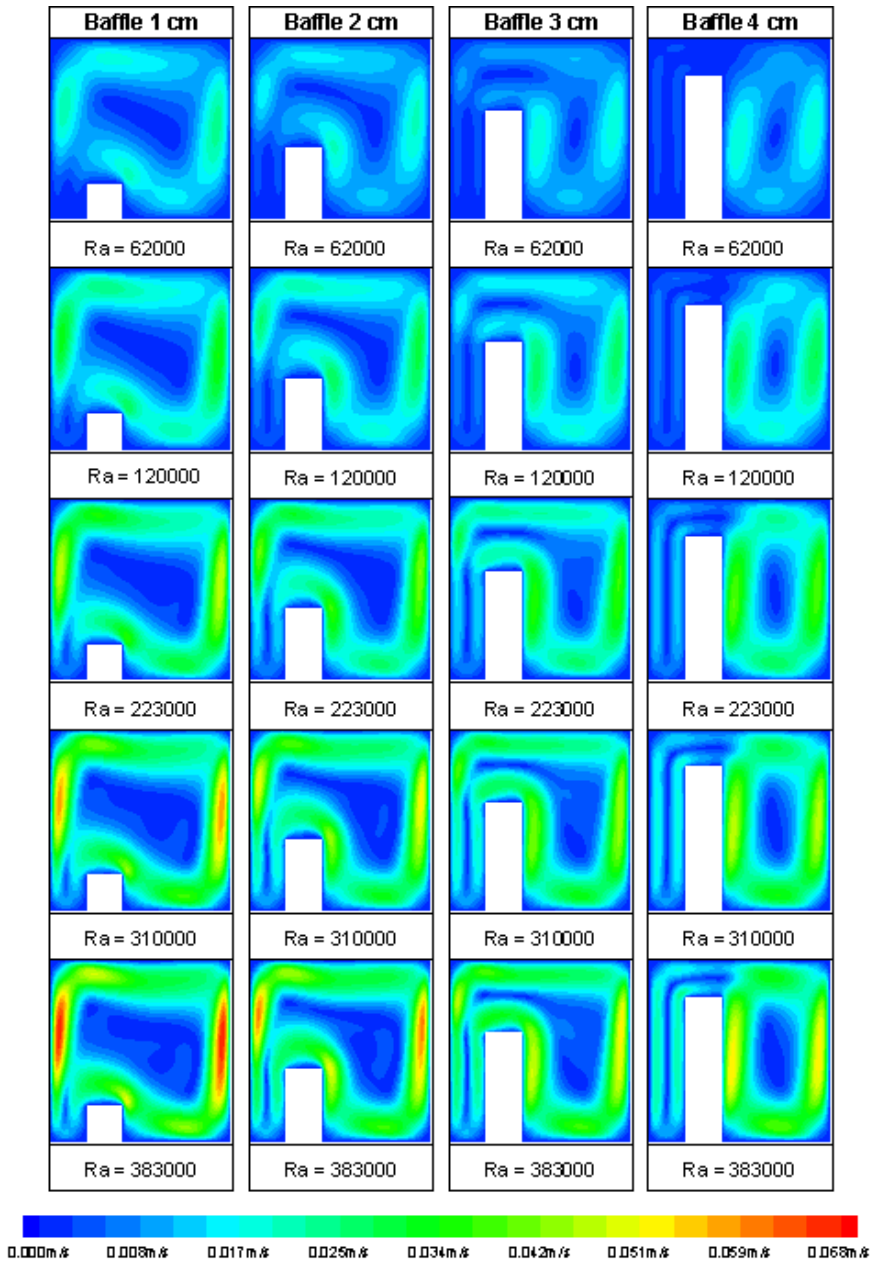 Baffle 1 cm Baffle 2 cm Baffle 3 cm Baffle 4 cm
Ra = 62000 Ra = 62000 Ra = 62000 Ra = 62000
Ra = 120000 Ra = 120000 Ra = 120000 Ra = 120000
Ra = 223000 Ra = 223000 Ra = 223000 Ra = 223000
Ra = 310000 Ra = 310000 Ra = 310000 Ra = 310000
Ra = 383000 Ra = 383000 Ra = 383000 Ra = 383000
0.000m/s 0.008m/s 0.017m/s 0.025m/s 0.034m/s 0.042m/s 0.051m/s 0.059m/s 0.068m/s